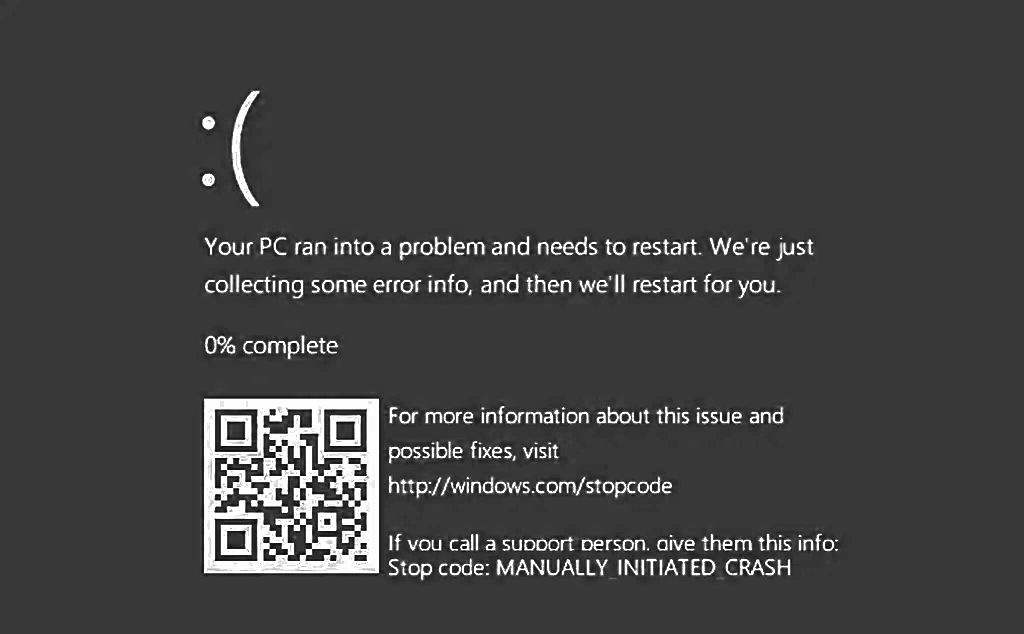 :(
Your PC ran into a problem and needs to restart. We're just
collecting some error info, and then we'll restart for you.
0% complete
For more information about this issue and
possible fixes, visit
http://windows.com/stopcode
If you call a support person, give them this info:
Stop code: MANUALLY_INITIATED_CRASH